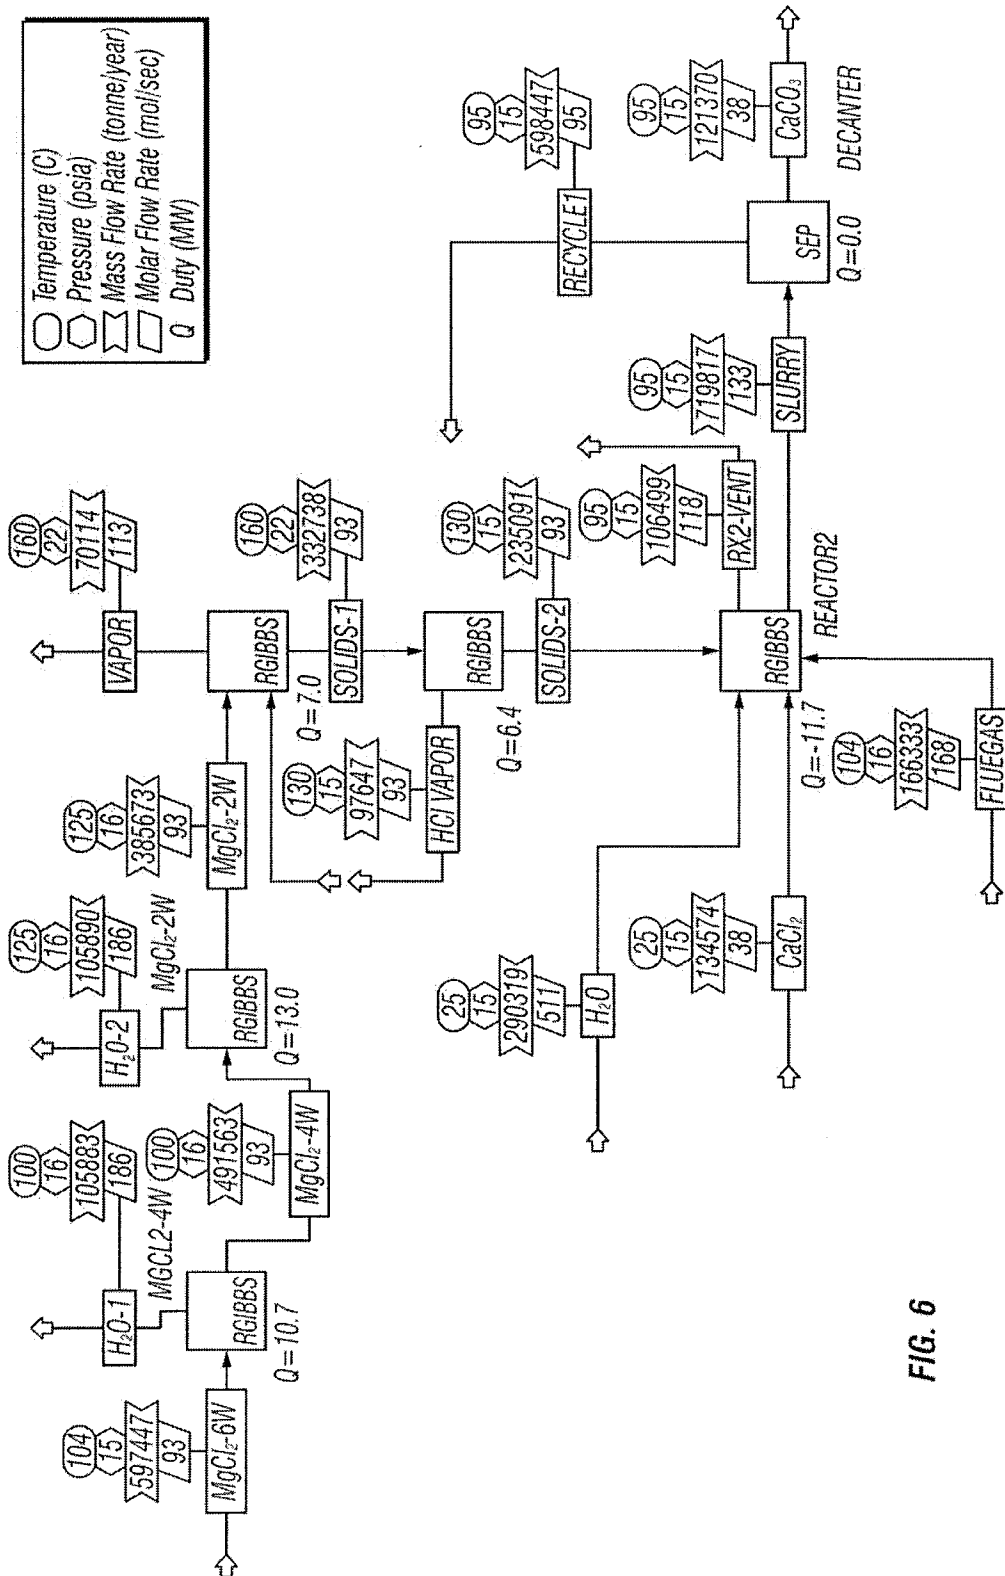 Temperature (C)
Pressure (psia)
Mass Flow Rate (tonne/year)
Molar Flow Rate (mol/sec)
Q Duty (MW)
104
15
597447
93
MgCl₂-6W
RGIBBS
Q=10.7
H₂O-1
100
16
105883
186
MGCL2-4W
100
16
491563
93
MgCl₂-4W
RGIBBS
Q=13.0
H₂O-2
125
16
105890
186
MgCl₂-2W
125
16
385673
93
MgCl₂-2W
RGIBBS
Q=7.0
VAPOR
160
22
70114
113
SOLIDS-1
160
22
332738
93
HCl VAPOR
130
15
97647
93
RGIBBS
Q=6.4
SOLIDS-2
130
15
235091
93
H₂O
25
15
290319
511
CaCl₂
25
15
134574
38
FLUEGAS
104
16
166333
168
RGIBBS
Q=-11.7
REACTOR2
RX2-VENT
95
15
106499
118
SLURRY
95
15
719817
133
SEP
Q=0.0
DECANTER
RECYCLE1
95
15
598447
95
CaCO₃
95
15
121370
38
FIG. 6